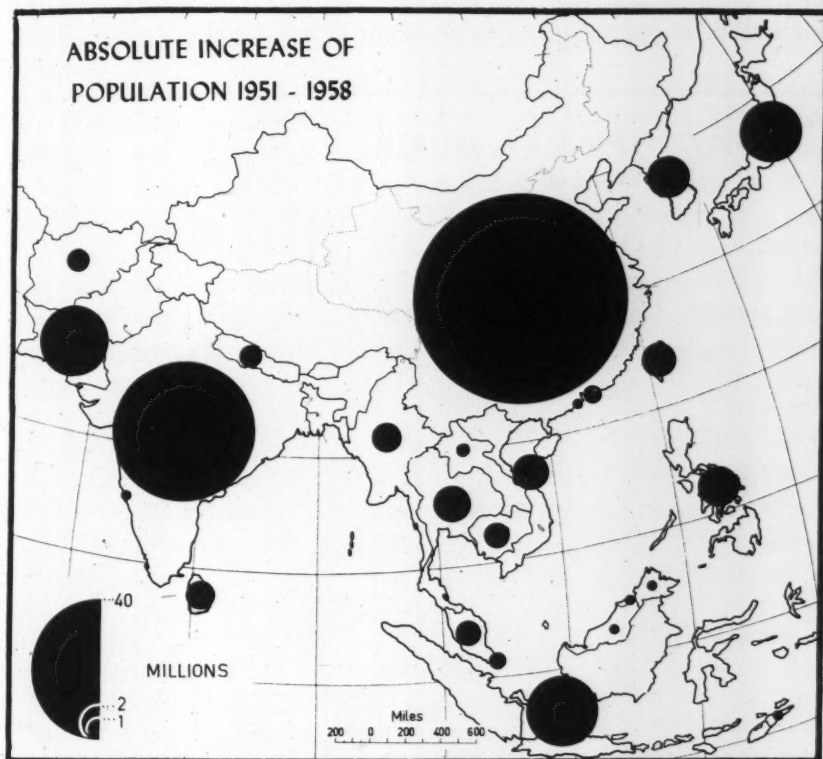 ABSOLUTE INCREASE OF
POPULATION 1951 - 1958
40
2
1
MILLIONS
Miles
200 0 200 400 600